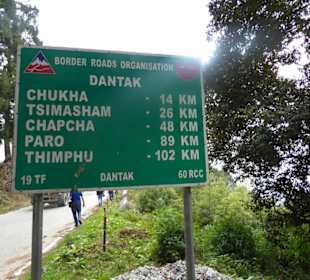 BORDER ROADS ORGANISATION
DANTAK
CHUKHA - 14 KM
TSIMASHAM - 26 KM
CHAPCHA - 48 KM
PARO - 89 KM
THIMPHU - 102 KM
19 TF DANTAK 60 RCC